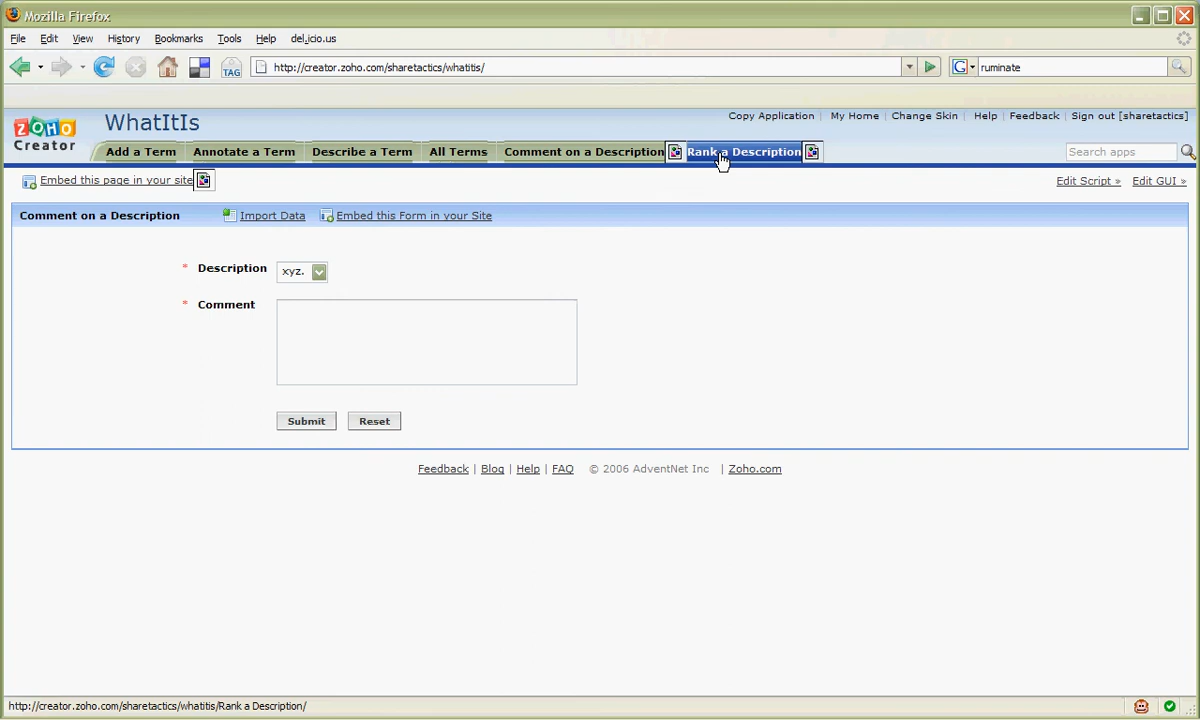 Mozilla Firefox
File Edit View History Bookmarks Tools Help del.icio.us
TAG http://creator.zoho.com/sharetactics/whatitis/ G ruminate
Copy Application | My Home | Change Skin | Help | Feedback | Sign out [sharetactics]
ZOHO Creator WhatItIs
Add a Term Annotate a Term Describe a Term All Terms Comment on a Description Rank a Description Search apps
Embed this page in your site Edit Script » Edit GUI »
Comment on a Description Import Data Embed this Form in your Site
* Description xyz.
* Comment
Submit Reset
Feedback | Blog | Help | FAQ © 2006 AdventNet Inc | Zoho.com
http://creator.zoho.com/sharetactics/whatitis/Rank a Description/